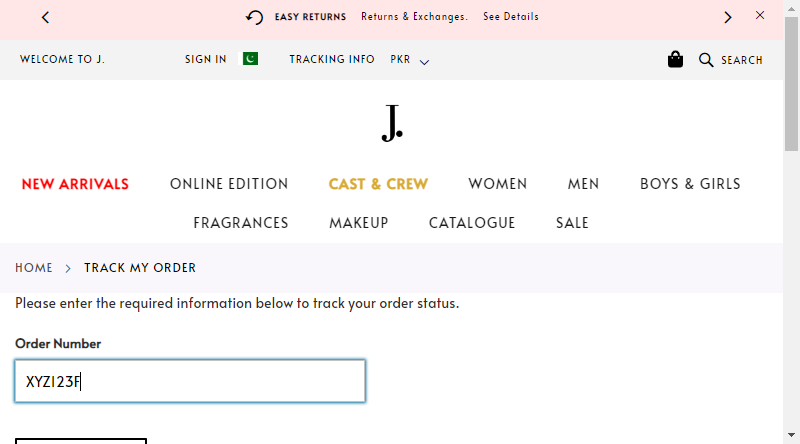 EASY RETURNS Returns & Exchanges. See Details
WELCOME TO J. SIGN IN TRACKING INFO PKR SEARCH
J.
NEW ARRIVALS ONLINE EDITION CAST & CREW WOMEN MEN BOYS & GIRLS
FRAGRANCES MAKEUP CATALOGUE SALE
HOME > TRACK MY ORDER
Please enter the required information below to track your order status.
Order Number
XYZ123F